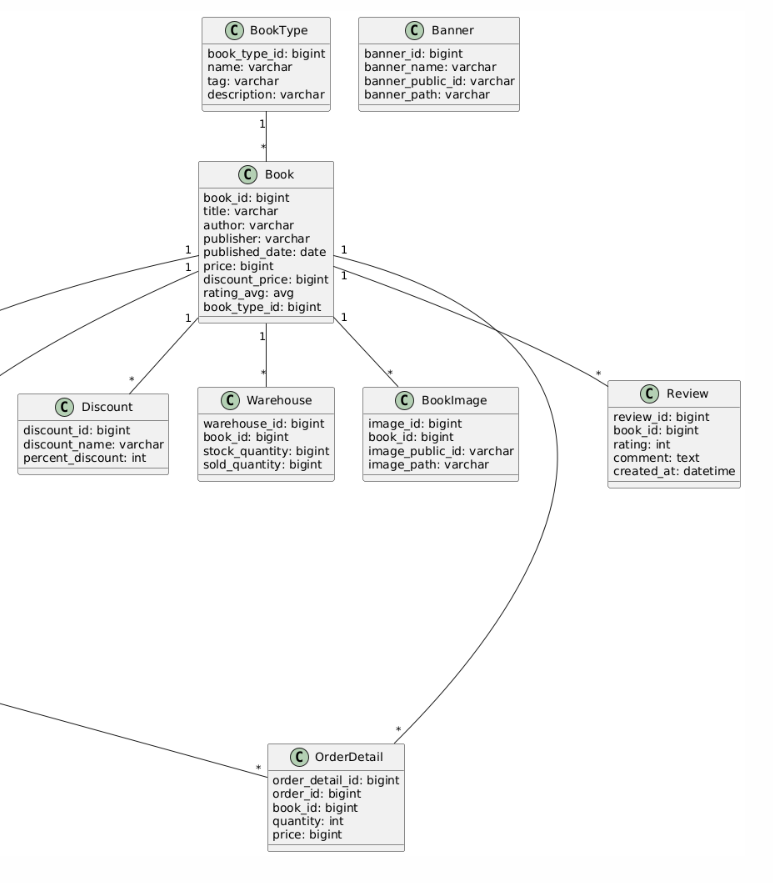 C BookType
book_type_id: bigint
name: varchar
tag: varchar
description: varchar
C Banner
banner_id: bigint
banner_name: varchar
banner_public_id: varchar
banner_path: varchar
1
*
C Book
book_id: bigint
title: varchar
author: varchar
publisher: varchar
published_date: date
price: bigint
discount_price: bigint
rating_avg: avg
book_type_id: bigint
1
1
1
1
1
1
1
*
*
*
*
C Discount
discount_id: bigint
discount_name: varchar
percent_discount: int
C Warehouse
warehouse_id: bigint
book_id: bigint
stock_quantity: bigint
sold_quantity: bigint
C BookImage
image_id: bigint
book_id: bigint
image_public_id: varchar
image_path: varchar
C Review
review_id: bigint
book_id: bigint
rating: int
comment: text
created_at: datetime
*
*
C OrderDetail
order_detail_id: bigint
order_id: bigint
book_id: bigint
quantity: int
price: bigint